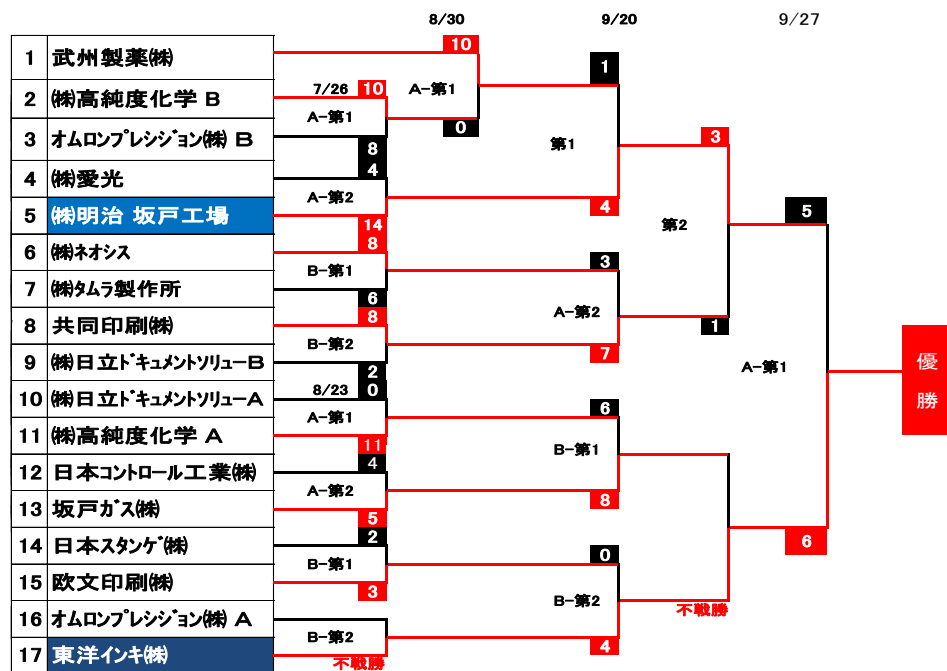 8/30
9/20
9/27
1 武州製薬㈱
10
2 ㈱高純度化学 B
7/26
10
A-第1
A-第1
1
3 オムロンプレシジョン㈱ B
8
0
第1
3
4 ㈱愛光
4
A-第2
5 ㈱明治 坂戸工場
14
4
第2
5
6 ㈱ネオシス
8
B-第1
3
7 ㈱タムラ製作所
6
A-第2
8 共同印刷㈱
8
B-第2
7
1
9 ㈱日立ドキュメントソリューB
2
A-第1
優
勝
10 ㈱日立ドキュメントソリューA
8/23
0
A-第1
6
11 ㈱高純度化学 A
11
B-第1
12 日本コントロール工業㈱
4
A-第2
8
13 坂戸ガス㈱
5
14 日本スタンゲ㈱
2
B-第1
0
6
15 欧文印刷㈱
3
B-第2
不戦勝
16 オムロンプレシジョン㈱ A
B-第2
4
17 東洋インキ㈱
不戦勝